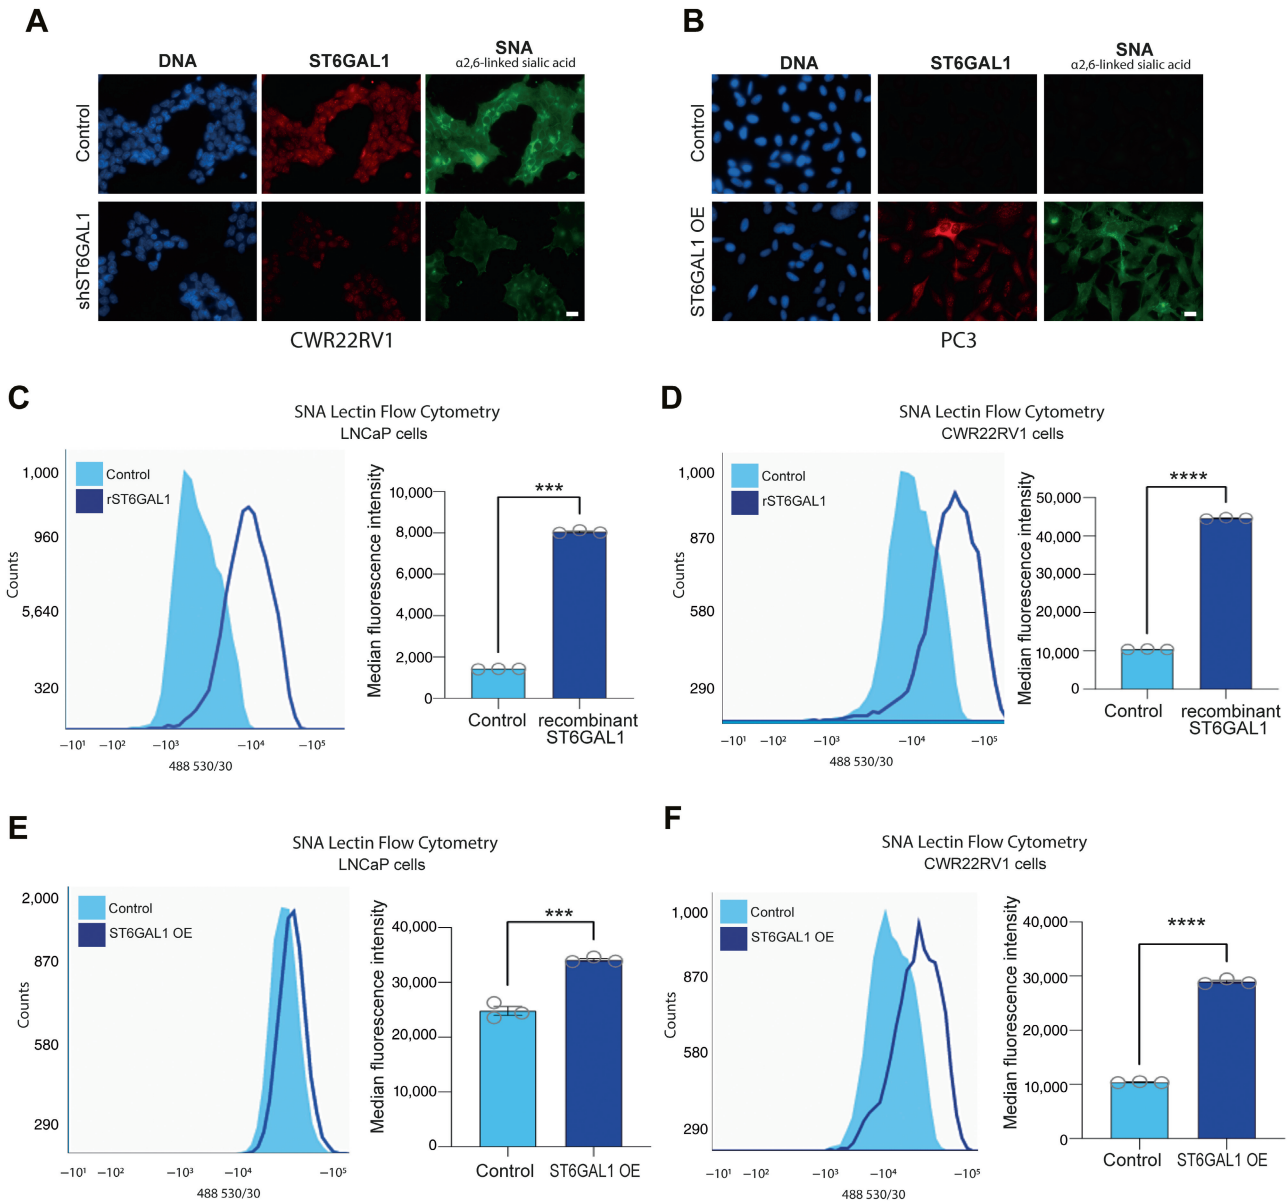 A
DNA
ST6GAL1
SNA
α2,6-linked sialic acid
Control
shST6GAL1
CWR22RV1
B
DNA
ST6GAL1
SNA
α2,6-linked sialic acid
Control
ST6GAL1 OE
PC3
C
SNA Lectin Flow Cytometry
LNCaP cells
Control
rST6GAL1
Counts
1,000
960
5,640
320
−10¹ −10² −10³ −10⁴ −10⁵
488 530/30
Median fluorescence intensity
10,000
8,000
6,000
4,000
2,000
0
***
Control
recombinant
ST6GAL1
D
SNA Lectin Flow Cytometry
CWR22RV1 cells
Control
rST6GAL1
Counts
1,000
870
580
290
−10¹ −10² −10³ −10⁴ −10⁵
488 530/30
Median fluorescence intensity
50,000
40,000
30,000
20,000
10,000
0
****
Control
recombinant
ST6GAL1
E
SNA Lectin Flow Cytometry
LNCaP cells
Control
ST6GAL1 OE
Counts
2,000
870
580
290
−10¹ −10² −10³ −10⁴ −10⁵
488 530/30
Median fluorescence intensity
40,000
30,000
20,000
10,000
0
***
Control
ST6GAL1 OE
F
SNA Lectin Flow Cytometry
CWR22RV1 cells
Control
ST6GAL1 OE
Counts
1,000
870
580
290
−10¹ −10² −10³ −10⁴ −10⁵
488 530/30
Median fluorescence intensity
40,000
30,000
20,000
10,000
0
****
Control
ST6GAL1 OE